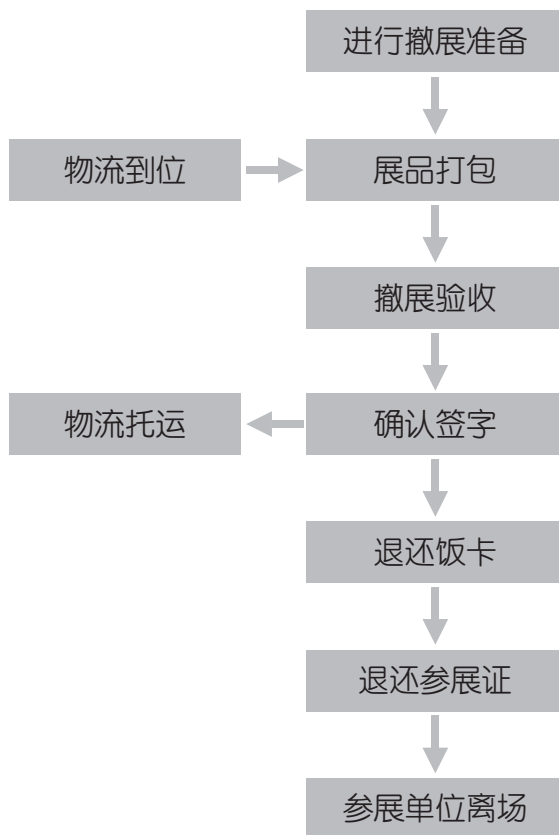 进行撤展准备
物流到位
展品打包
撤展验收
物流托运
确认签字
退还饭卡
退还参展证
参展单位离场